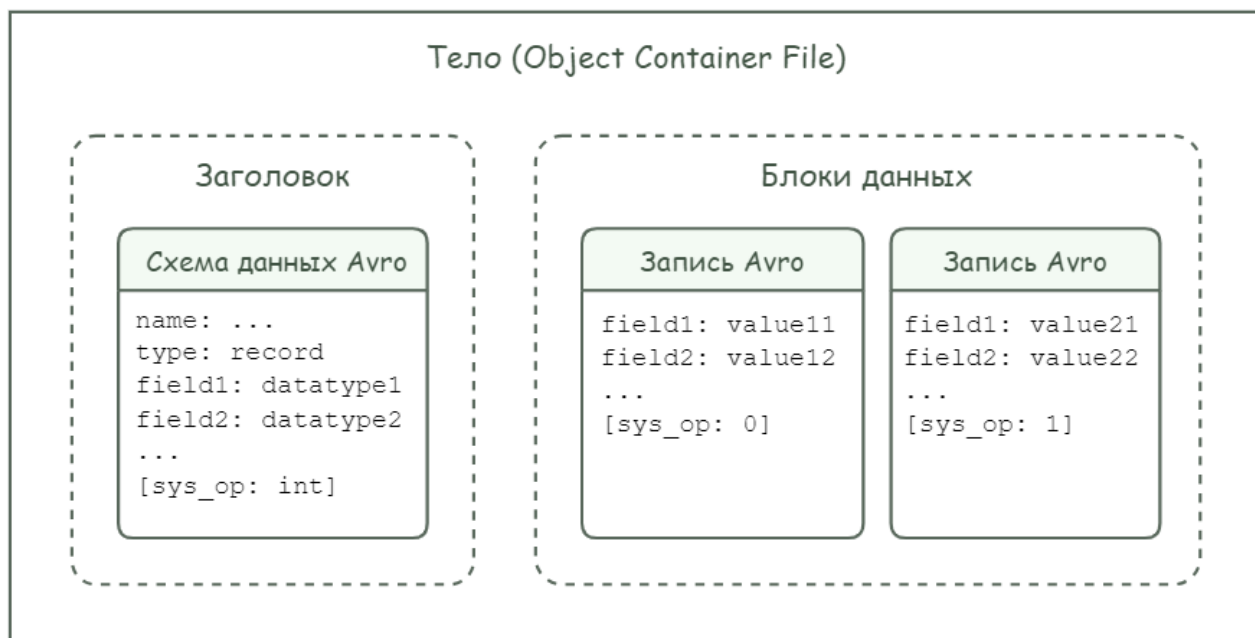 Тело (Object Container File)
Заголовок
Схема данных Avro
name: ...
type: record
field1: datatype1
field2: datatype2
...
[sys_op: int]
Блоки данных
Запись Avro
field1: value11
field2: value12
...
[sys_op: 0]
Запись Avro
field1: value21
field2: value22
...
[sys_op: 1]